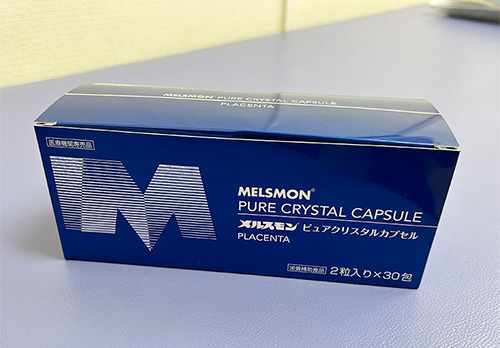 MELSMON® PURE CRYSTAL CAPSULE
PLACENTA
医療機関専売品
M
MELSMON®
PURE CRYSTAL CAPSULE
メルスモン ピュアクリスタルカプセル
PLACENTA
栄養補助食品 2粒入り×30包